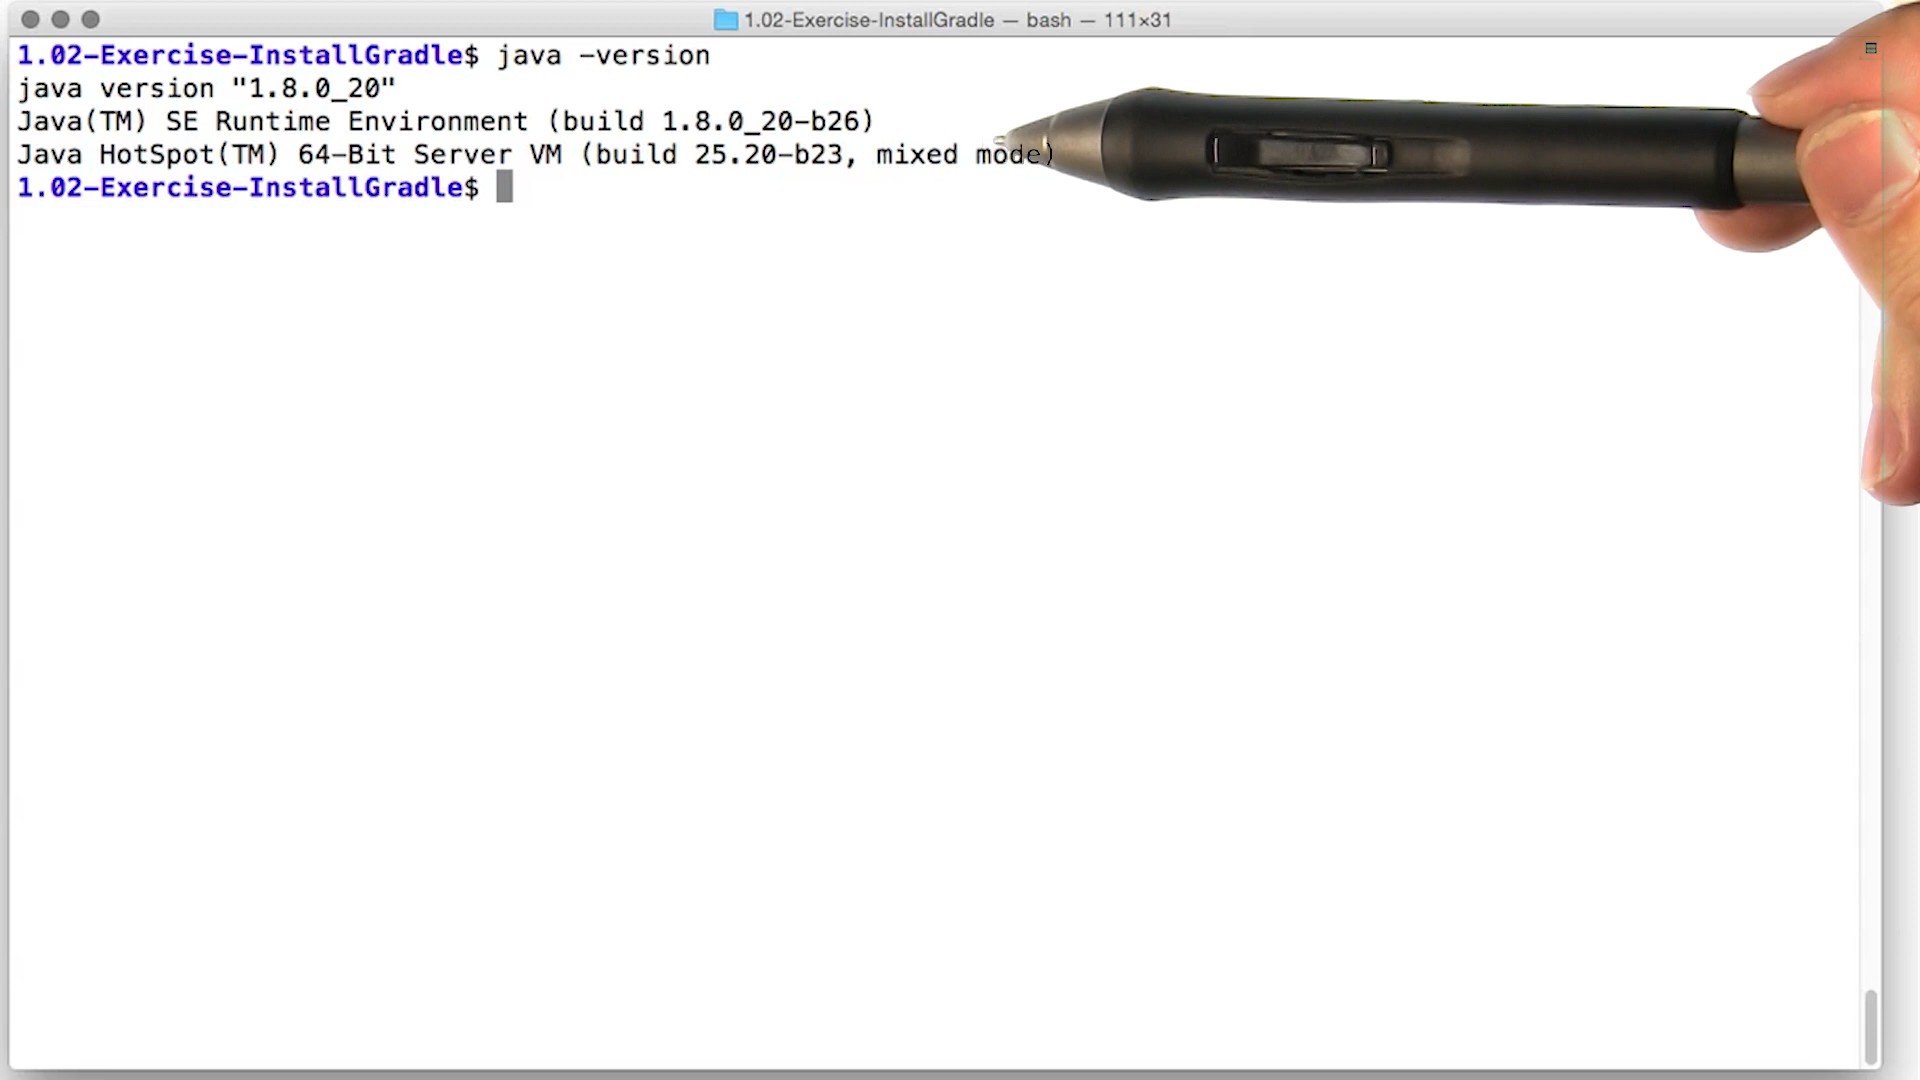 1.02-Exercise-InstallGradle — bash — 111×31
1.02-Exercise-InstallGradle$ java -version
java version "1.8.0_20"
Java(TM) SE Runtime Environment (build 1.8.0_20-b26)
Java HotSpot(TM) 64-Bit Server VM (build 25.20-b23, mixed mode)
1.02-Exercise-InstallGradle$